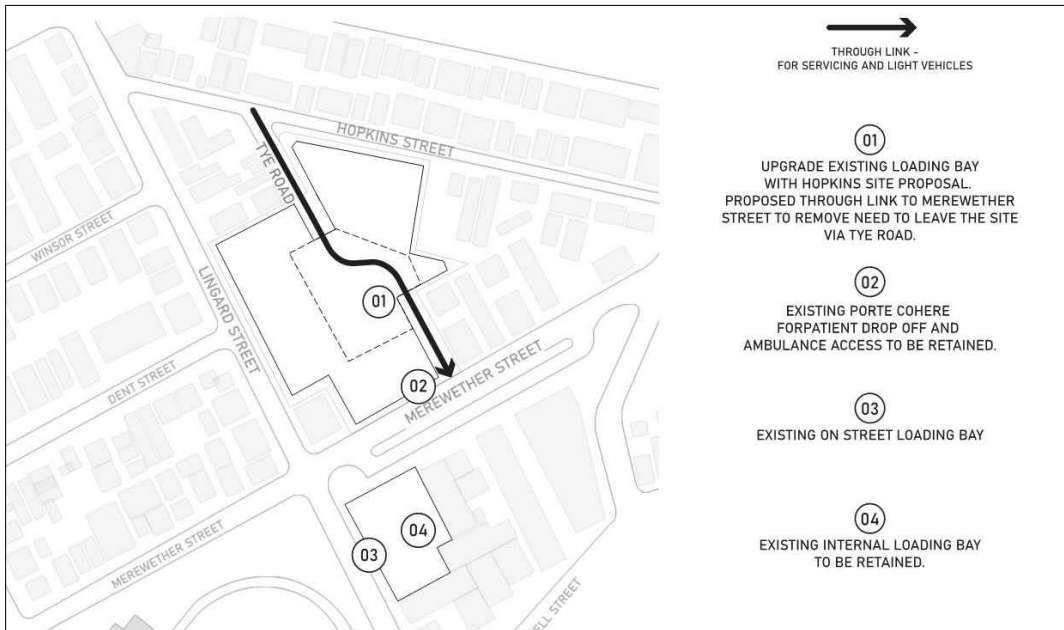 HOPKINS STREET
TYE ROAD
WINSOR STREET
LINGARD STREET
01
DENT STREET
02
MEREWETHER STREET
04
03
MEREWETHER STREET
STREET
THROUGH LINK -
FOR SERVICING AND LIGHT VEHICLES
01
UPGRADE EXISTING LOADING BAY
WITH HOPKINS SITE PROPOSAL.
PROPOSED THROUGH LINK TO MEREWETHER
STREET TO REMOVE NEED TO LEAVE THE SITE
VIA TYE ROAD.
02
EXISTING PORTE COHERE
FORPATIENT DROP OFF AND
AMBULANCE ACCESS TO BE RETAINED.
03
EXISTING ON STREET LOADING BAY
04
EXISTING INTERNAL LOADING BAY
TO BE RETAINED.